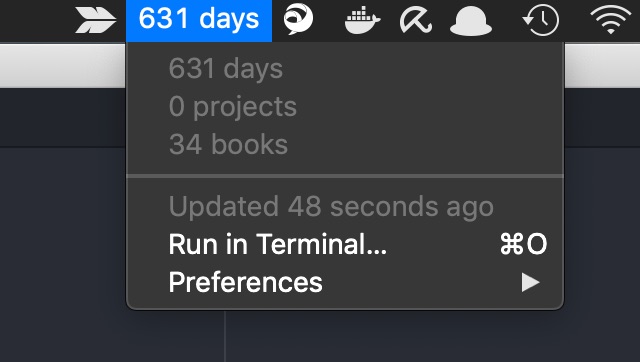 631 days
631 days
0 projects
34 books
Updated 48 seconds ago
Run in Terminal... ⌘O
Preferences